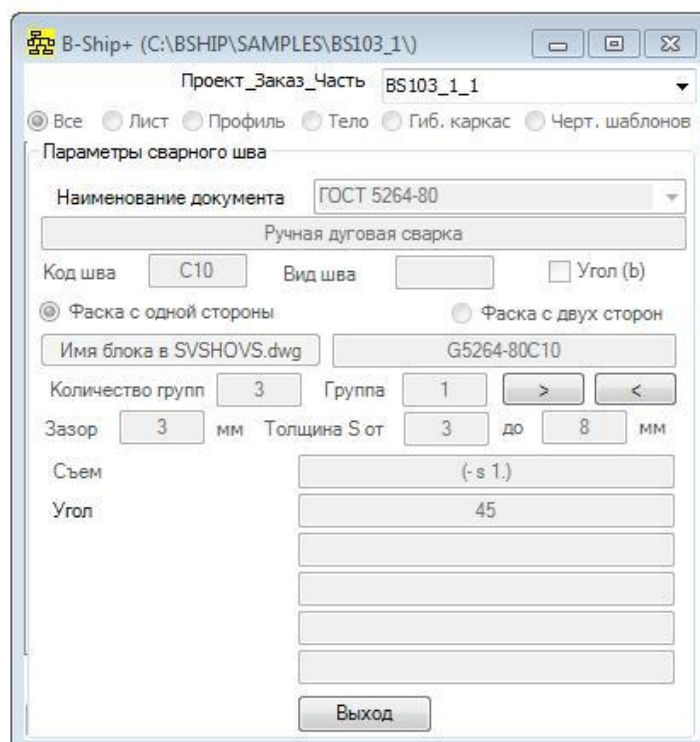 B-Ship+ (C:\BSHIP\SAMPLES\BS103_1\)
Проект_Заказ_Часть BS103_1_1
Все Лист Профиль Тело Гиб. каркас Черт. шаблонов
Параметры сварного шва
Наименование документа ГОСТ 5264-80
Ручная дуговая сварка
Код шва С10 Вид шва Угол (b)
Фаска с одной стороны Фаска с двух сторон
Имя блока в SVSHOVS.dwg G5264-80C10
Количество групп 3 Группа 1 > <
Зазор 3 мм Толщина S от 3 до 8 мм
Съем (- s 1.)
Угол 45
Выход